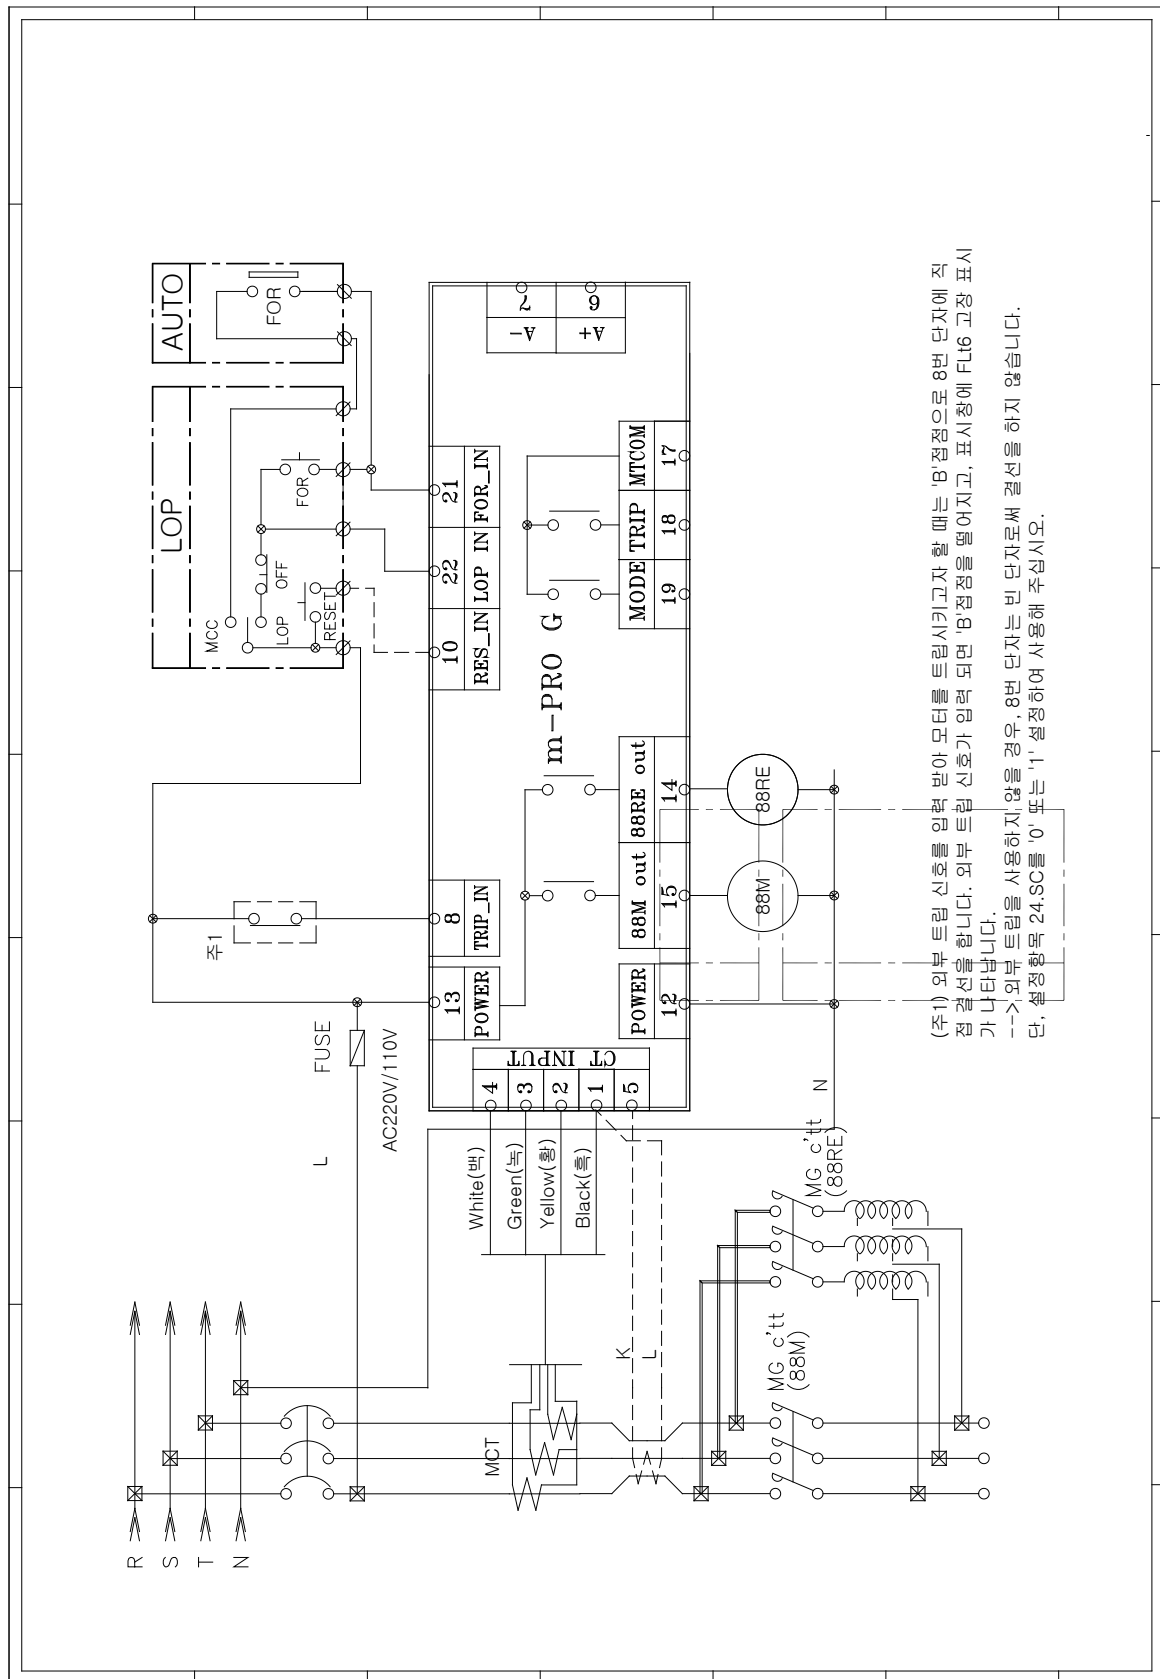 LOP
AUTO
MCC
LOP
OFF
RESET
FOR
FOR
주1
FUSE
L
AC220V/110V
13
POWER
8
TRIP_IN
10
RES_IN
22
LOP IN
21
FOR_IN
CT INPUT
4
3
2
1
5
m-PRO G
A-
7
A+
6
POWER
12
88M out
15
88RE out
14
MODE
19
TRIP
18
MTCOM
17
88M
88RE
White(백)
Green(녹)
Yellow(황)
Black(흑)
N
R
S
T
N
MCT
K
L
MG c'tt
(88M)
MG c'tt
(88RE)
(주1) 외부 트립 신호를 입력 받아 모터를 트립시키고자 할 때는 'B'접점으로 8번 단자에 직
접 결선을 합니다. 외부 트립 신호가 입력 되면 'B'접점을 떨어지고, 표시창에 FLt6 고장 표시
가 나타납니다.
--> 외부 트립을 사용하지 않을 경우, 8번 단자는 빈 단자로써 결선을 하지 않습니다.
단, 설정항목 24.SC를 '0' 또는 '1' 설정하여 사용해 주십시오.